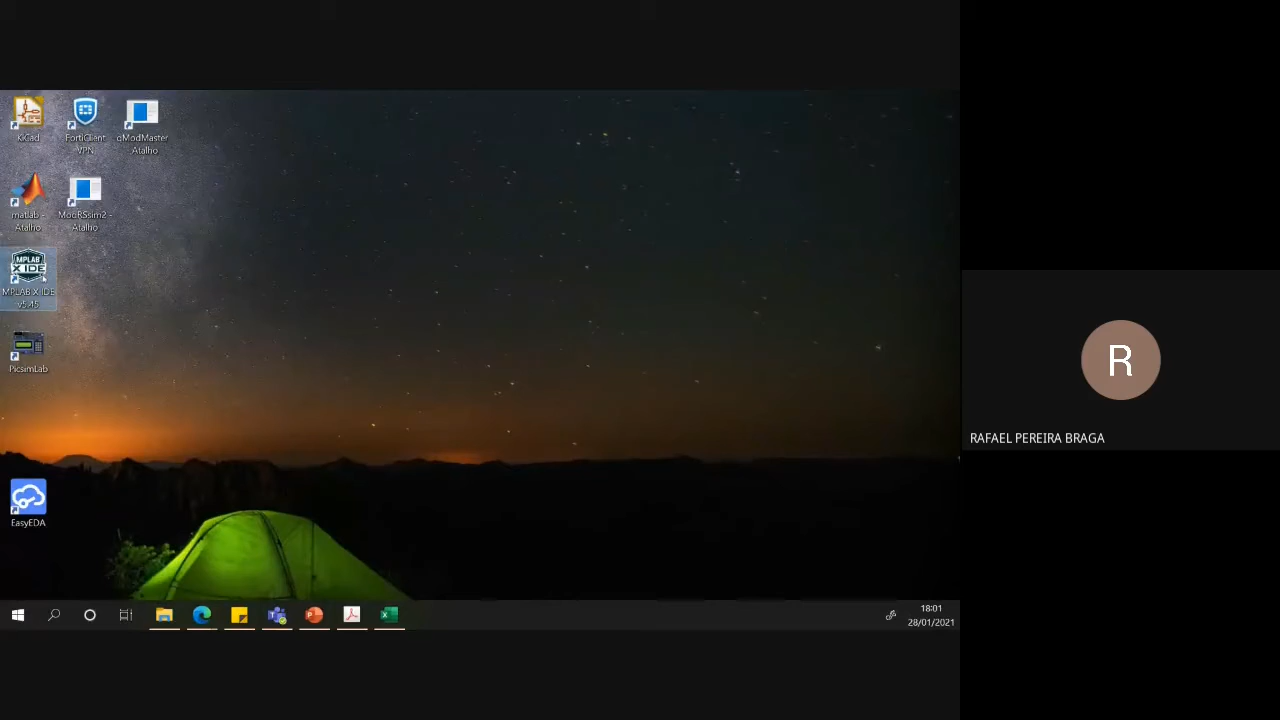 KiCad
FortiClient
VPN
qModMaster
Atalho
matlab -
Atalho
ModRSsim2 -
Atalho
MPLAB
X IDE
MPLAB X IDE
v5.45
PicsimLab
EasyEDA
18:01
28/01/2021
R
RAFAEL PEREIRA BRAGA